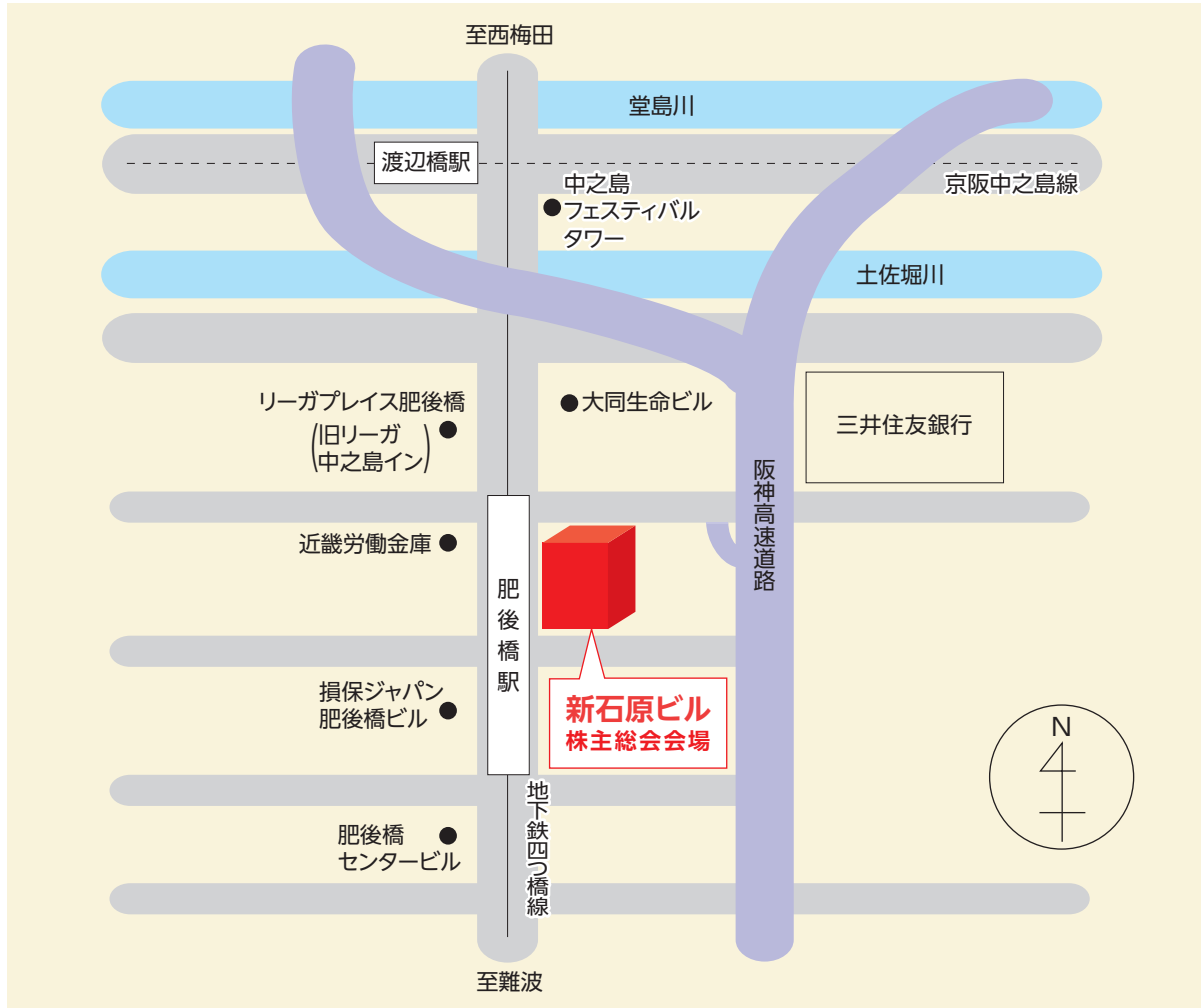 至西梅田
堂島川
渡辺橋駅
京阪中之島線
中之島
フェスティバル
タワー
土佐堀川
リーガプレイス肥後橋
(旧リーガ
中之島イン)
大同生命ビル
三井住友銀行
阪神高速道路
近畿労働金庫
肥後橋駅
新石原ビル
株主総会会場
損保ジャパン
肥後橋ビル
N
地下鉄四つ橋線
肥後橋
センタービル
至難波